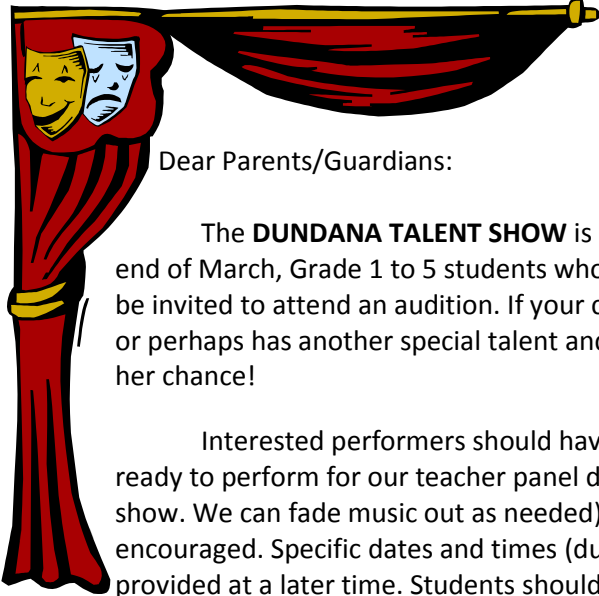 Dear Parents/Guardians:
The DUNDANA TALENT SHOW is
end of March, Grade 1 to 5 students who
be invited to attend an audition. If your
or perhaps has another special talent and
her chance!
Interested performers should hav
ready to perform for our teacher panel d
show. We can fade music out as needed)
encouraged. Specific dates and times (du
provided at a later time. Students should